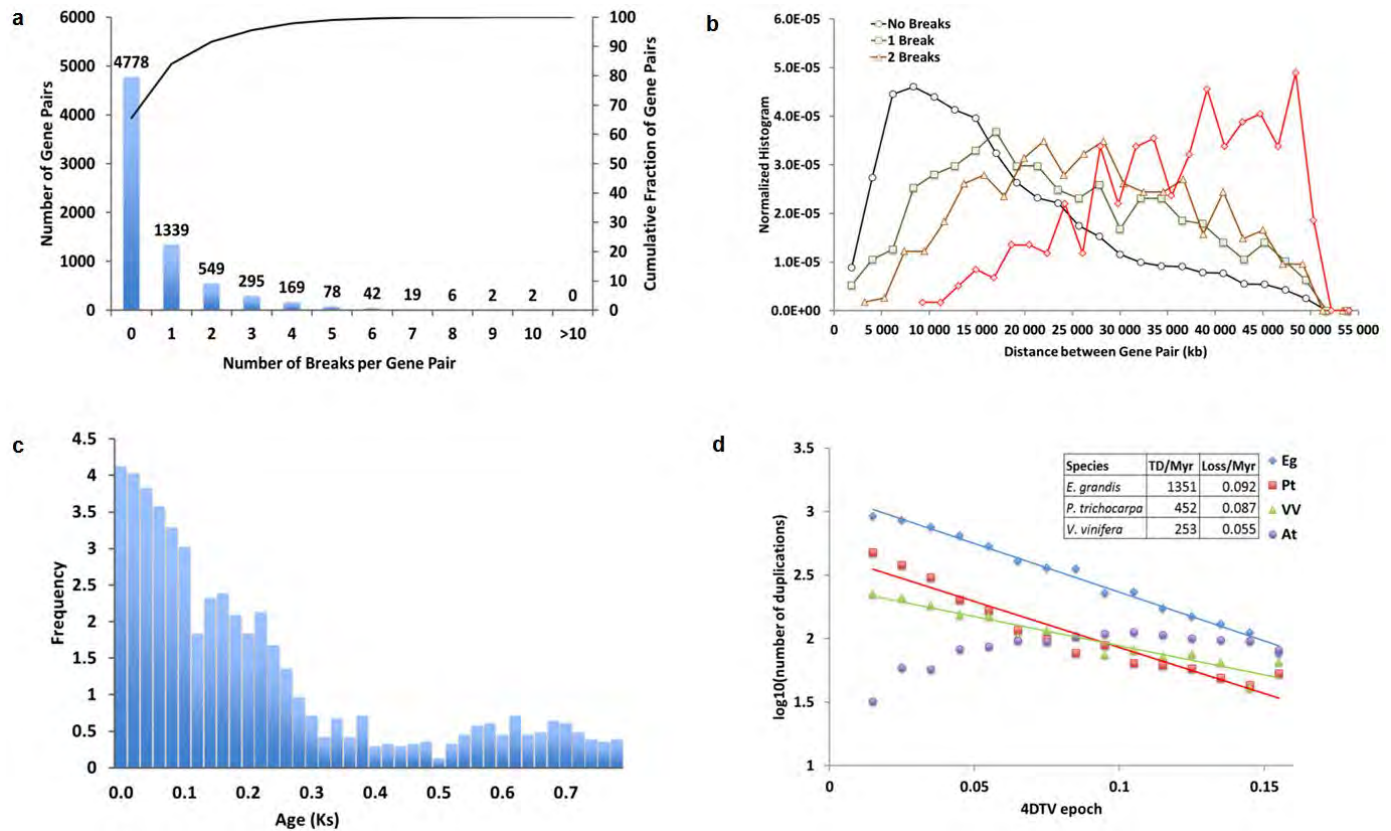 a
6000
5000
4000
3000
2000
1000
0
Number of Gene Pairs
4778
1339
549
295
169
78
42
19
6
2
2
0
100
90
80
70
60
50
40
30
20
10
0
Cumulative Fraction of Gene Pairs
0 1 2 3 4 5 6 7 8 9 10 >10
Number of Breaks per Gene Pair
b
No Breaks
1 Break
2 Breaks
6.0E-05
5.0E-05
4.0E-05
3.0E-05
2.0E-05
1.0E-05
0.0E+00
Normalized Histogram
0 5 000 10 000 15 000 20 000 25 000 30 000 35 000 40 000 45 000 50 000 55 000
Distance between Gene Pair (kb)
c
4.5
4
3.5
3
2.5
2
1.5
1
0.5
0
Frequency
0.0 0.1 0.2 0.3 0.4 0.5 0.6 0.7
Age (Ks)
d
3.5
3
2.5
2
1.5
1
log10(number of duplications)
Species TD/Myr Loss/Myr
E. grandis 1351 0.092
P. trichocarpa 452 0.087
V. vinifera 253 0.055
Eg
Pt
VV
At
0 0.05 0.1 0.15
4DTV epoch